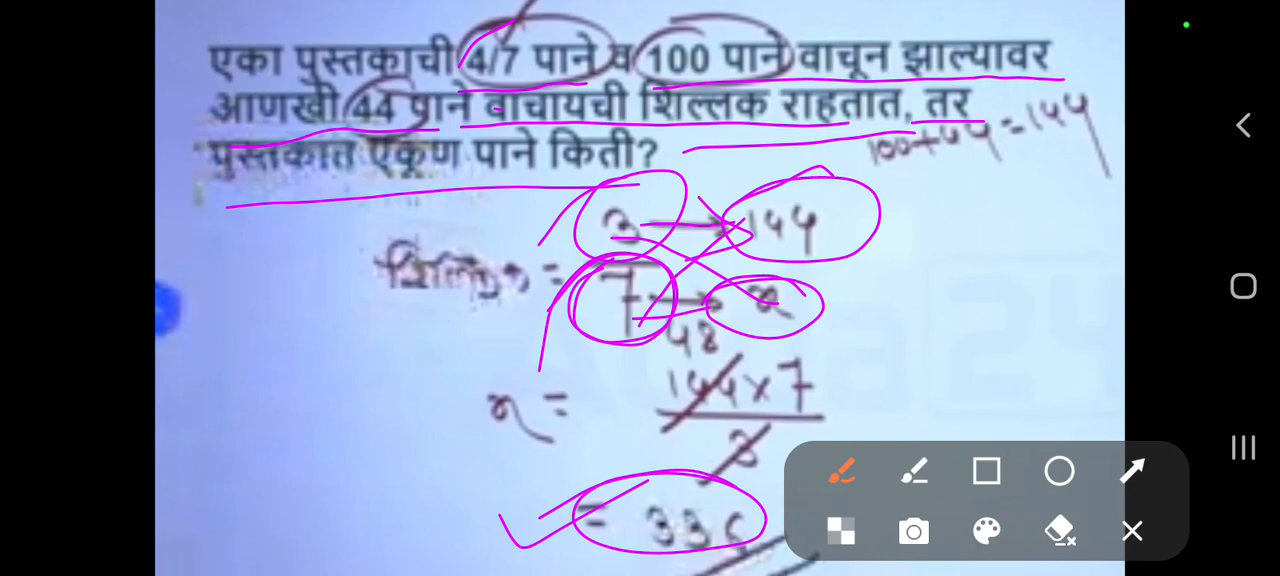 एका पुस्तकाची 4/7 पाने व 100 पाने वाचून झाल्यावर
आणखी 44 पाने वाचायची शिल्लक राहतात, तर
पुस्तकात एकूण पाने किती?
100+44=144
3 → 144
शिल्लक =
7 → x
48
x = 144×7
3
= 336